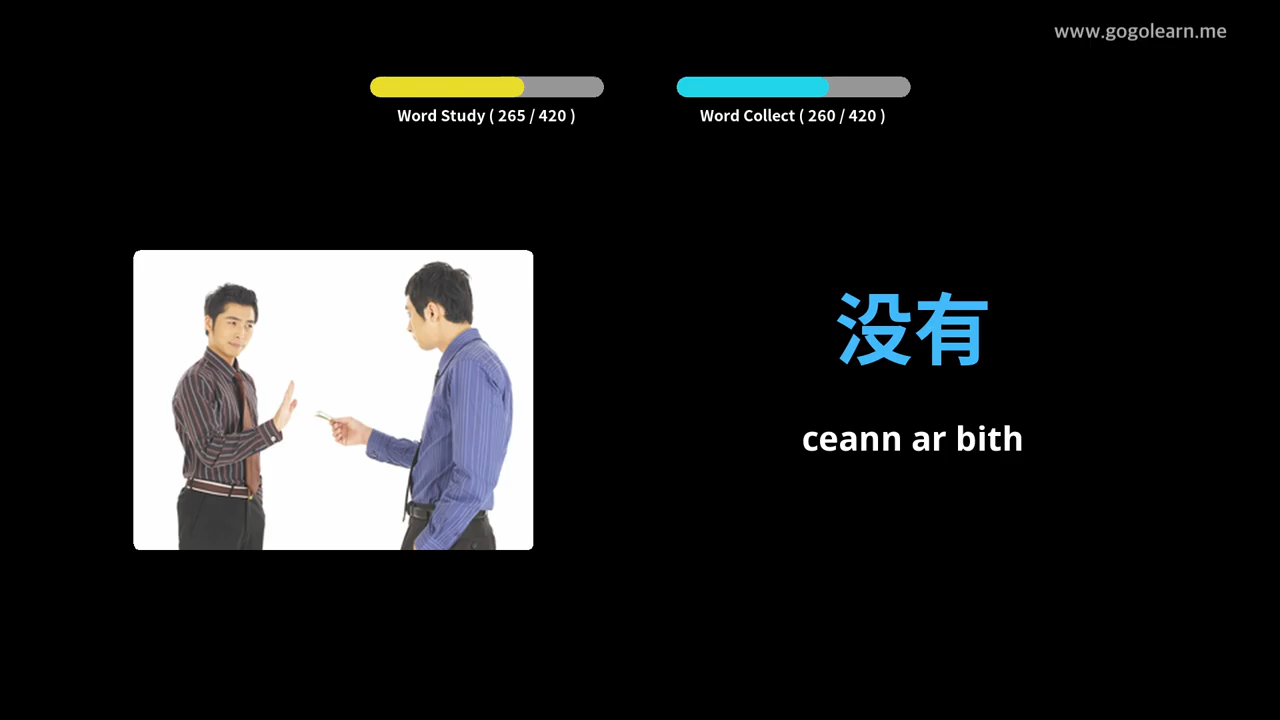 www.gogolearn.me
Word Study ( 265 / 420 )
Word Collect ( 260 / 420 )
没有
ceann ar bith